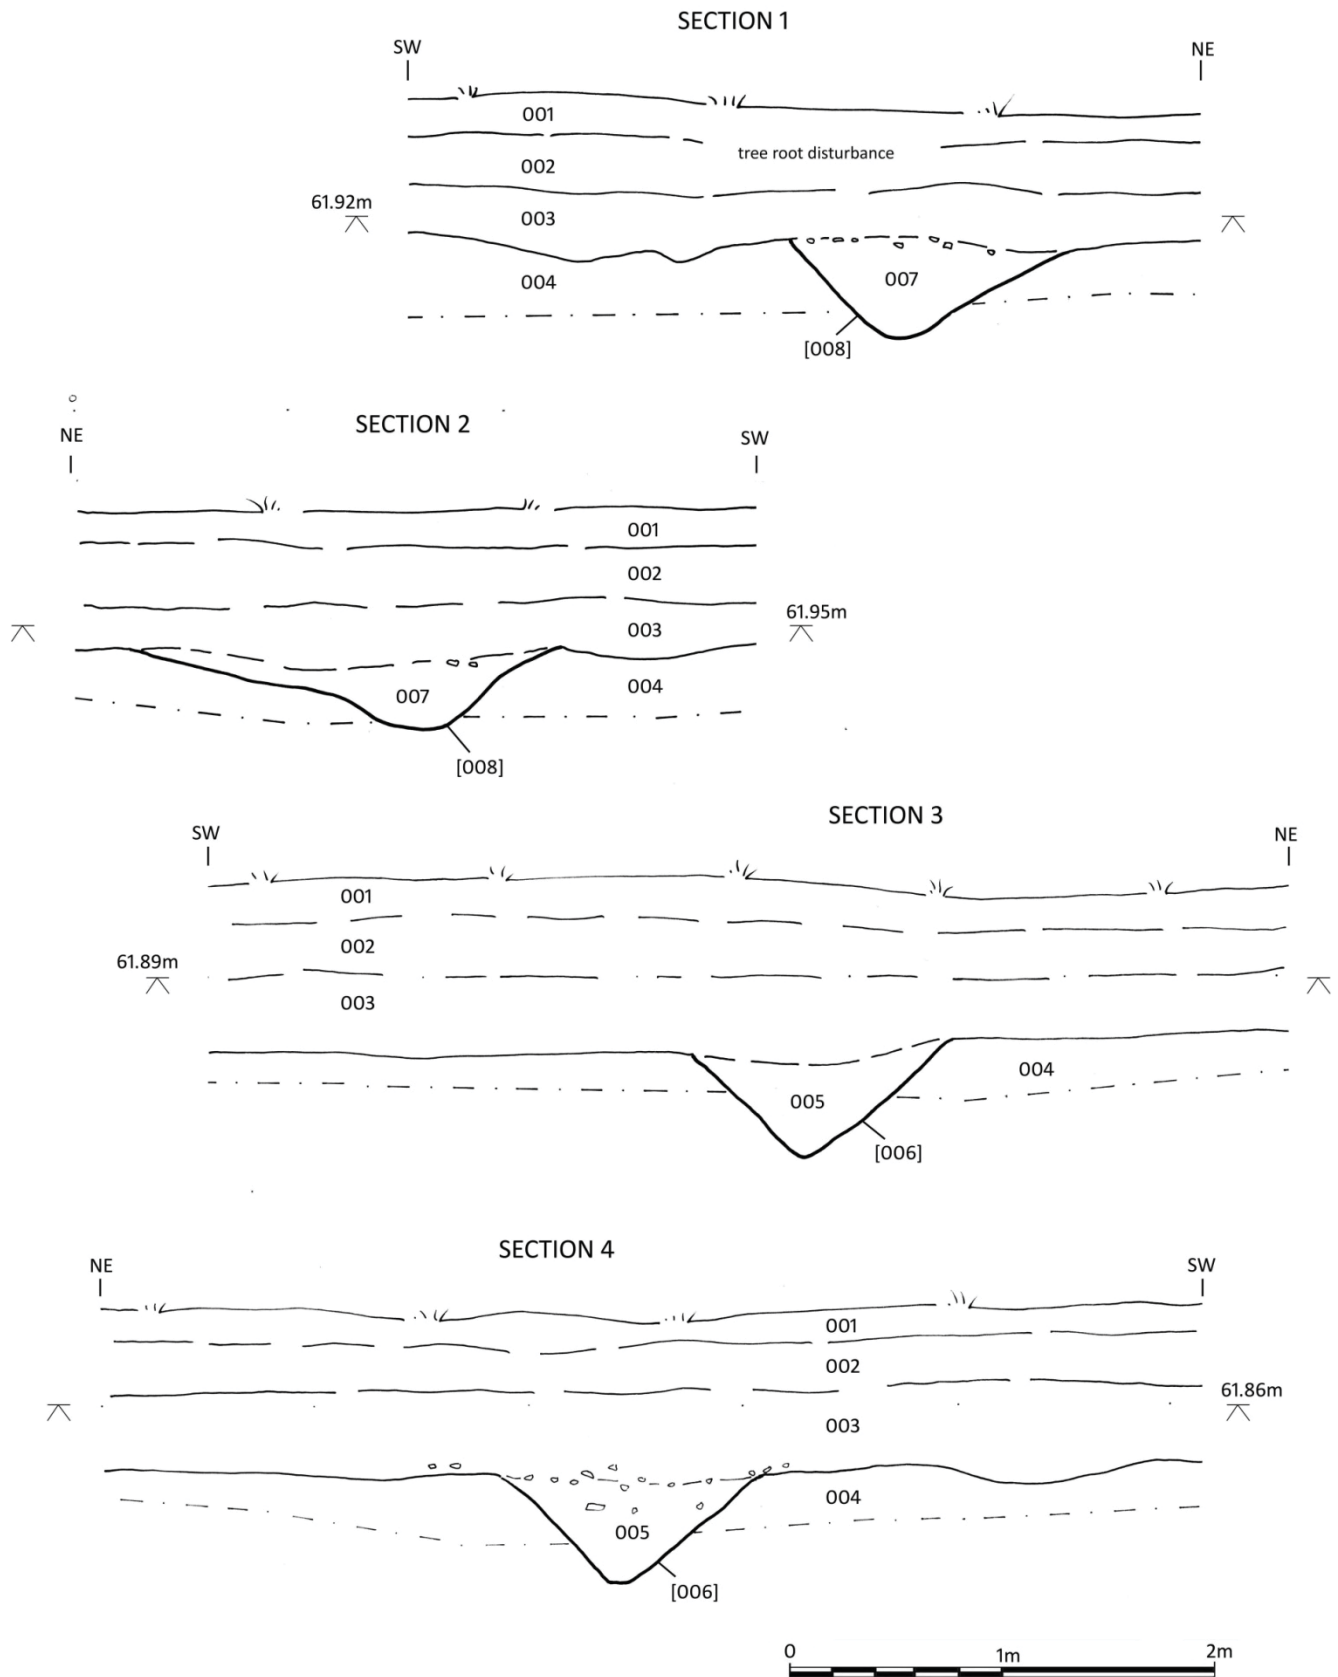 SECTION 1
SW
NE
001
tree root disturbance
002
61.92m
003
004
007
[008]
SECTION 2
NE
SW
001
002
61.95m
003
004
007
[008]
SECTION 3
SW
NE
001
002
61.89m
003
004
005
[006]
SECTION 4
NE
SW
001
002
61.86m
003
004
005
[006]
0 1m 2m